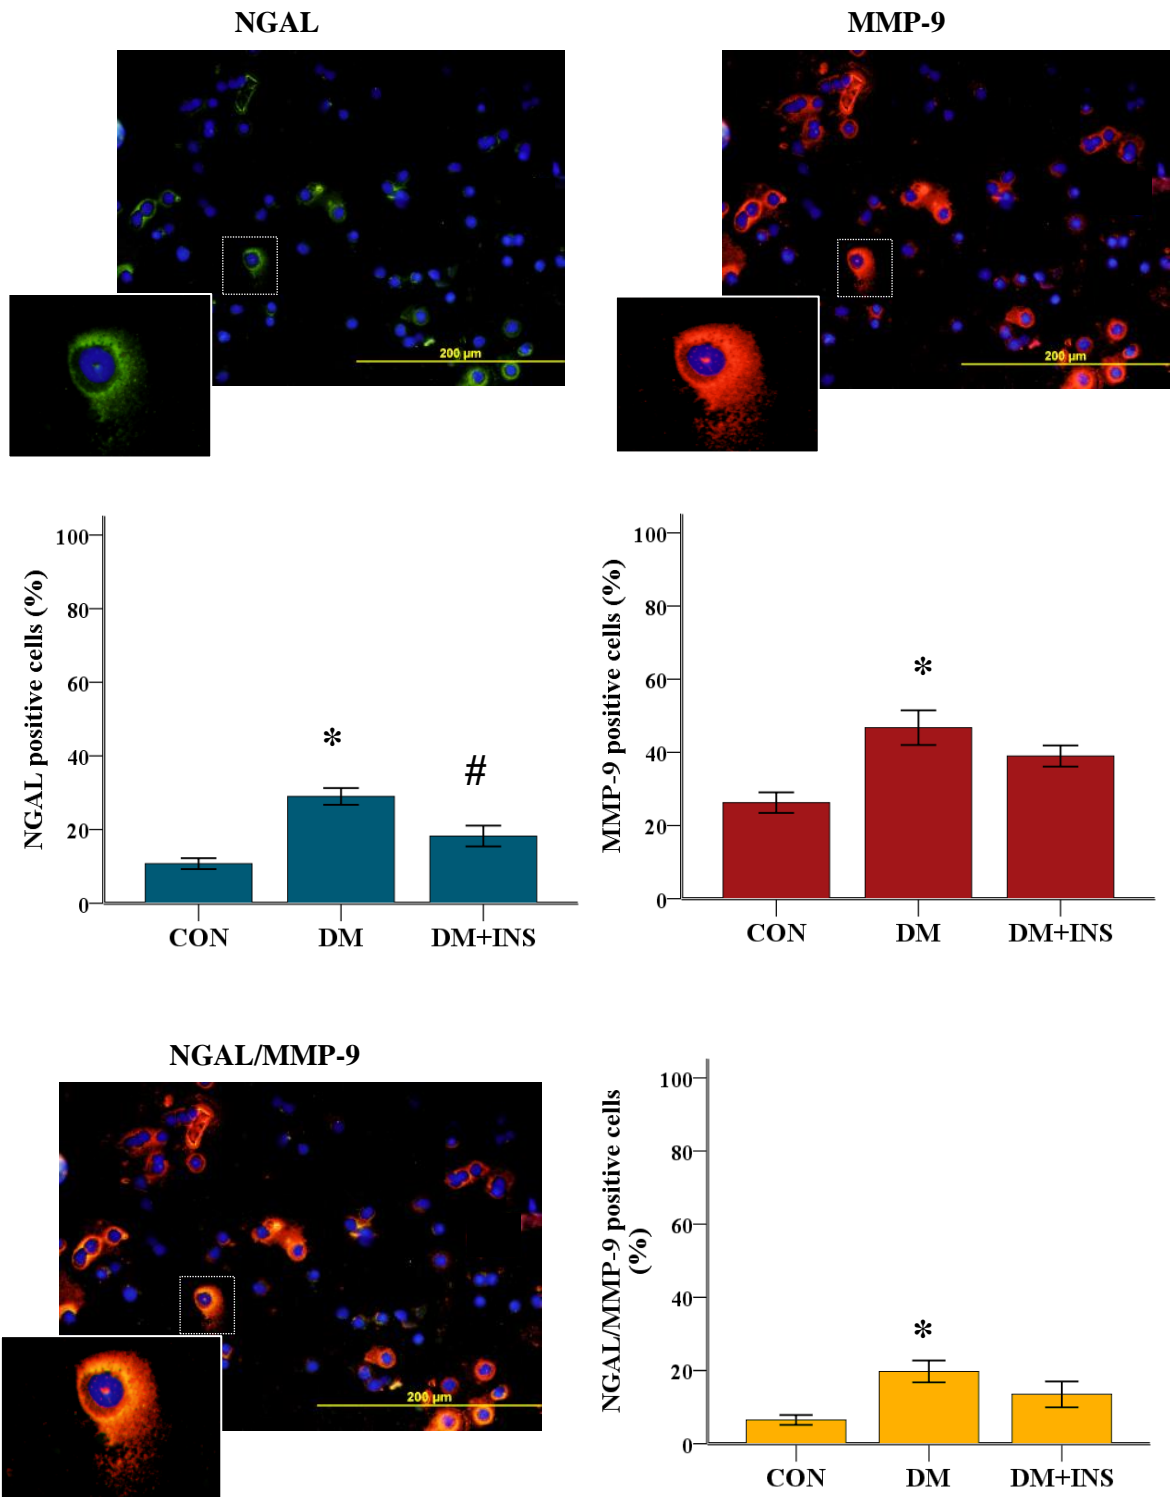 NGAL
MMP-9
200 µm
200 µm
NGAL positive cells (%)
100
80
60
40
20
0
*
#
CON DM DM+INS
MMP-9 positive cells (%)
100
80
60
40
20
0
*
CON DM DM+INS
NGAL/MMP-9
200 µm
NGAL/MMP-9 positive cells
(%)
100
80
60
40
20
0
*
CON DM DM+INS